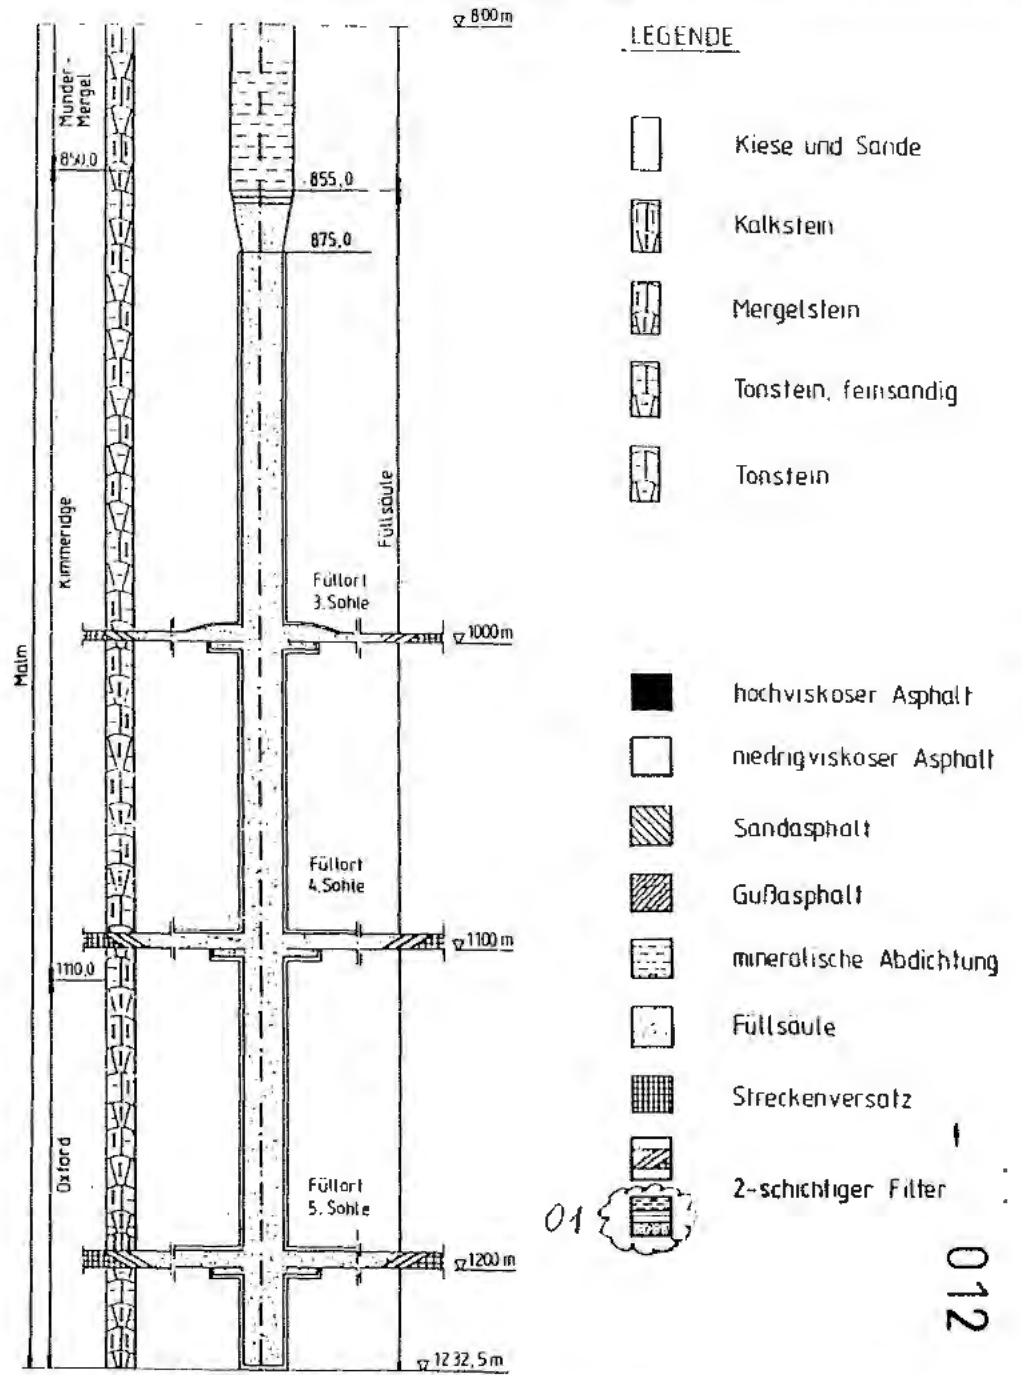 ▽ 800m
LEGENDE
Munder-
Mergel
850,0
855,0
875,0
Kimmeridge
Füllsäule
Füllort
3. Sohle
▽ 1000m
Malm
Füllort
4. Sohle
▽ 1100m
1110,0
Oxford
Füllort
5. Sohle
▽ 1200m
▽ 1232,5m
Kiese und Sande
Kalkstein
Mergelstein
Tonstein, feinsandig
Tonstein
hochviskoser Asphalt
niedrigviskoser Asphalt
Sandasphalt
Gußasphalt
mineralische Abdichtung
Füllsäule
Streckenversatz
2-schichtiger Filter
01
012